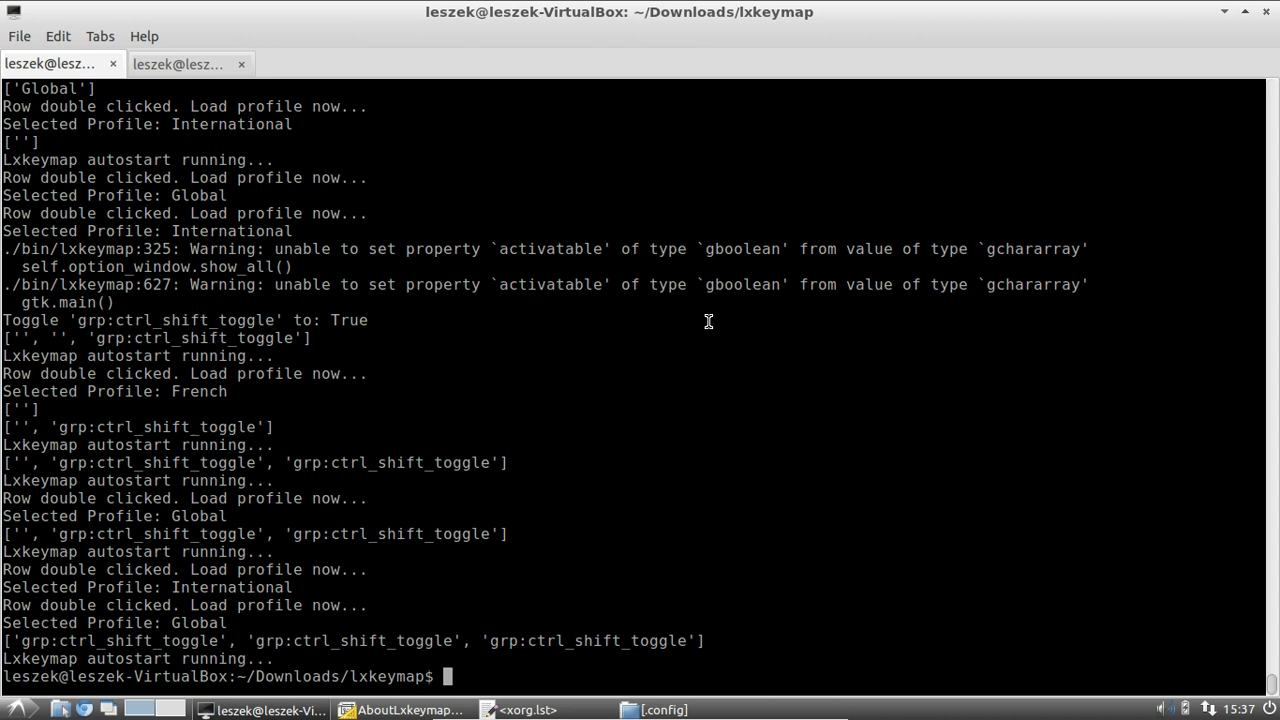 leszek@leszek-VirtualBox: ~/Downloads/lxkeymap
File Edit Tabs Help
leszek@lesz... × leszek@lesz... ×
['Global']
Row double clicked. Load profile now...
Selected Profile: International
['']
Lxkeymap autostart running...
Row double clicked. Load profile now...
Selected Profile: Global
Row double clicked. Load profile now...
Selected Profile: International
./bin/lxkeymap:325: Warning: unable to set property `activatable' of type `gboolean' from value of type `gchararray'
  self.option_window.show_all()
./bin/lxkeymap:627: Warning: unable to set property `activatable' of type `gboolean' from value of type `gchararray'
  gtk.main()
Toggle 'grp:ctrl_shift_toggle' to: True
['', '', 'grp:ctrl_shift_toggle']
Lxkeymap autostart running...
Row double clicked. Load profile now...
Selected Profile: French
['']
['', 'grp:ctrl_shift_toggle']
Lxkeymap autostart running...
['', 'grp:ctrl_shift_toggle', 'grp:ctrl_shift_toggle']
Lxkeymap autostart running...
Row double clicked. Load profile now...
Selected Profile: Global
['', 'grp:ctrl_shift_toggle', 'grp:ctrl_shift_toggle']
Lxkeymap autostart running...
Row double clicked. Load profile now...
Selected Profile: International
Row double clicked. Load profile now...
Selected Profile: Global
['grp:ctrl_shift_toggle', 'grp:ctrl_shift_toggle', 'grp:ctrl_shift_toggle']
Lxkeymap autostart running...
leszek@leszek-VirtualBox:~/Downloads/lxkeymap$
leszek@leszek-Vi... AboutLxkeymap... <xorg.lst> [.config] 15:37